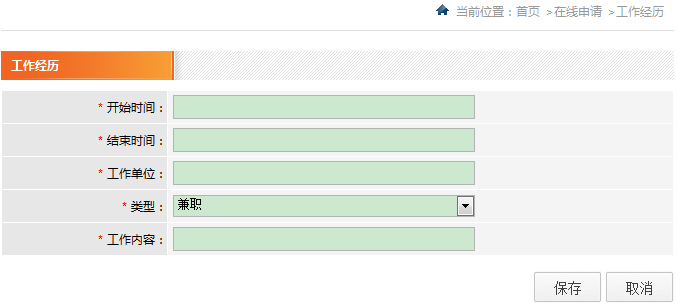 当前位置：首页 >在线申请 >工作经历
工作经历
* 开始时间：
* 结束时间：
* 工作单位：
* 类型： 兼职
* 工作内容：
保存 取消